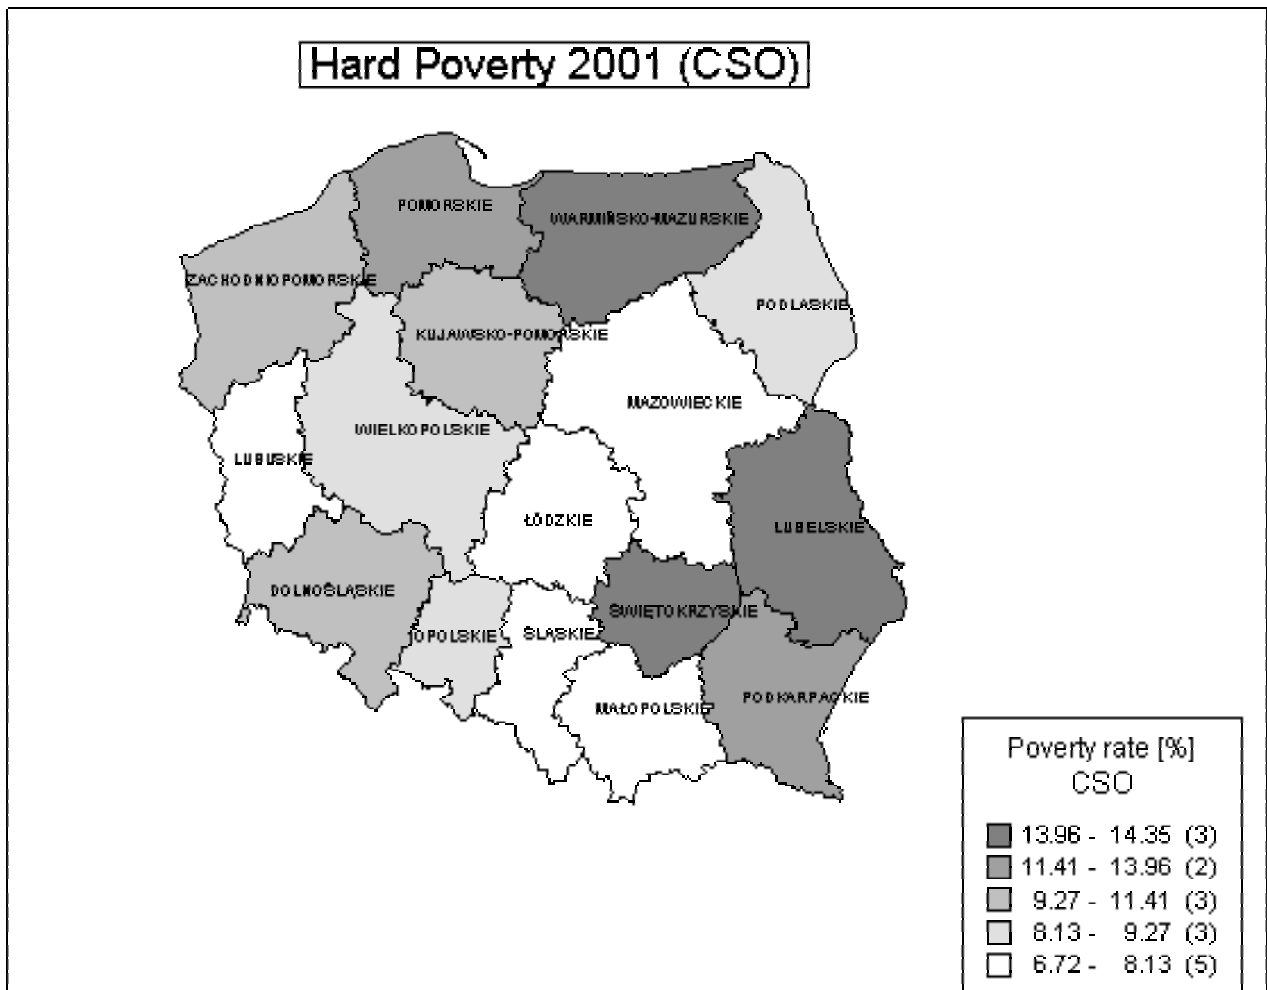 Hard Poverty 2001 (CSO)
POMORSKIE
WARMIŃSKO-MAZURSKIE
ZACHODNIOPOMORSKIE
PODLASKIE
KUJAWSKO-POMORSKIE
MAZOWIECKIE
WIELKOPOLSKIE
LUBUSKIE
ŁÓDZKIE
LUBELSKIE
DOLNOŚLĄSKIE
ŚWIĘTOKRZYSKIE
OPOLSKIE
ŚLĄSKIE
PODKARPACKIE
MAŁOPOLSKIE
Poverty rate [%]
CSO
13.96 - 14.35 (3)
11.41 - 13.96 (2)
9.27 - 11.41 (3)
8.13 - 9.27 (3)
6.72 - 8.13 (5)